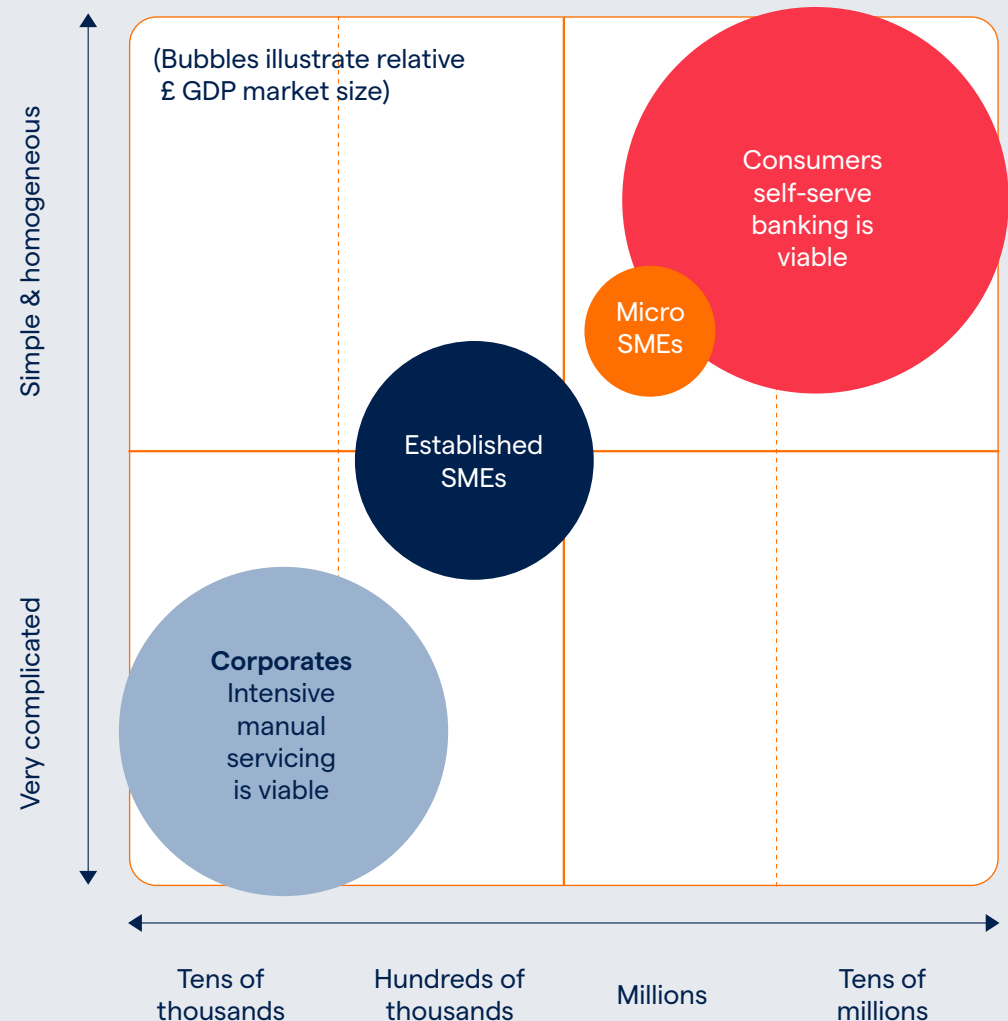 (Bubbles illustrate relative
£ GDP market size)
Simple & homogeneous
Very complicated
Consumers
self-serve
banking is
viable
Micro
SMEs
Established
SMEs
Corporates
Intensive
manual
servicing
is viable
Tens of
thousands
Hundreds of
thousands
Millions
Tens of
millions